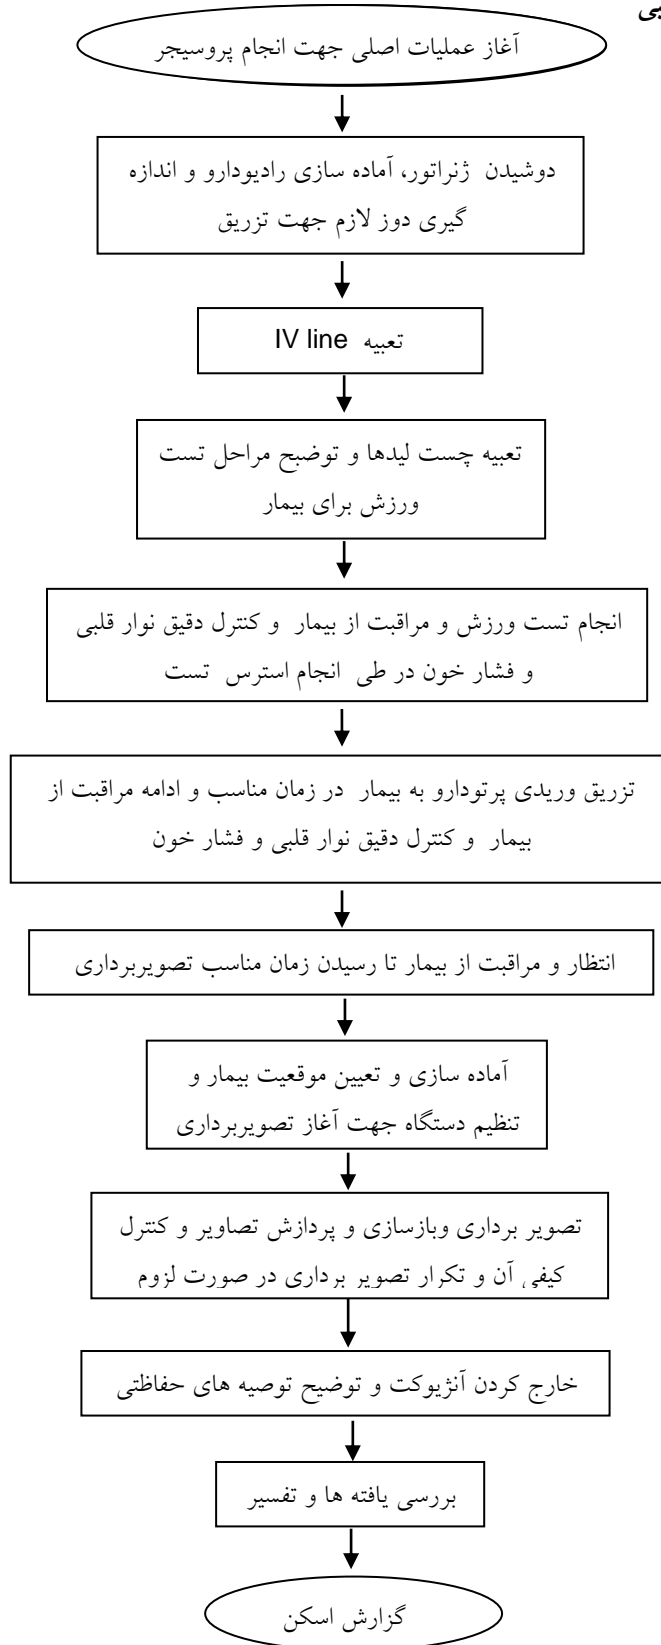 آغاز عملیات اصلی جهت انجام پروسیجر
دوشیدن ژنراتور، آماده سازی رادیودارو و اندازه
گیری دوز لازم جهت تزریق
تعبیه IV line
تعبیه چست لیدها و توضبح مراحل تست
ورزش برای بیمار
انجام تست ورزش و مراقبت از بیمار و کنترل دقیق نوار قلبی
و فشار خون در طی انجام استرس تست
تزریق وریدی پرتودارو به بیمار در زمان مناسب و ادامه مراقبت از
بیمار و کنترل دقیق نوار قلبی و فشار خون
انتظار و مراقبت از بیمار تا رسیدن زمان مناسب تصویربرداری
آماده سازی و تعیین موقعیت بیمار و
تنظیم دستگاه جهت آغاز تصویربرداری
تصویر برداری وبازسازی و پردازش تصاویر و کنترل
کیفی آن و تکرار تصویر برداری در صورت لزوم
خارج کردن آنژیوکت و توضیح توصیه های حفاظتی
بررسی یافته ها و تفسیر
گزارش اسکن